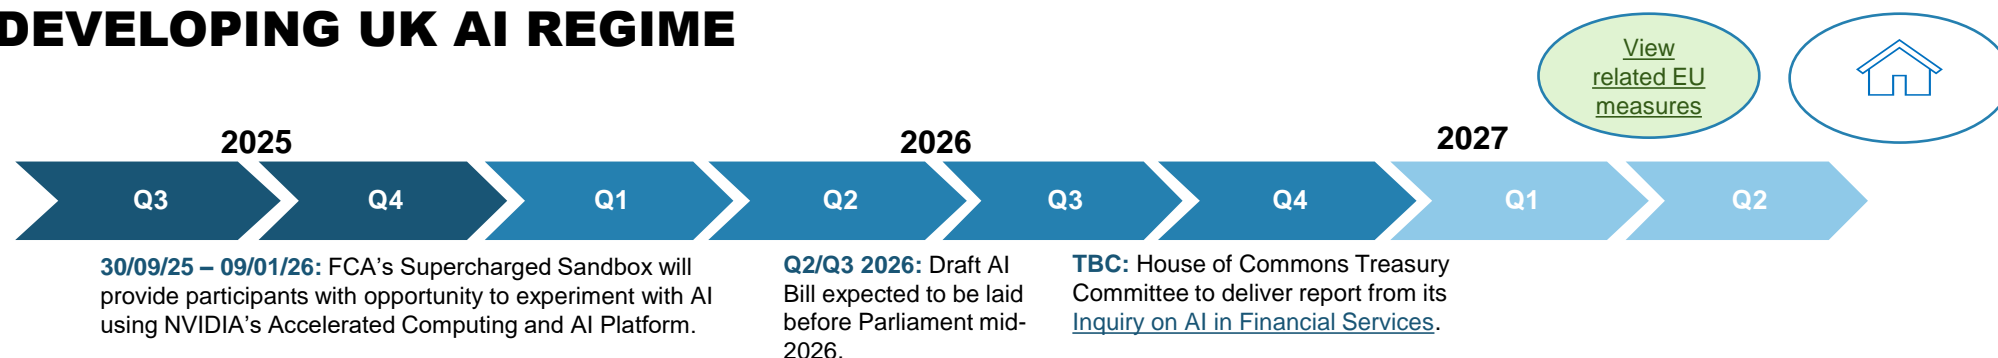 DEVELOPING UK AI REGIME
View
related EU
measures
2025
2026
2027
Q3
Q4
Q1
Q2
Q3
Q4
Q1
Q2
30/09/25 – 09/01/26: FCA's Supercharged Sandbox will
provide participants with opportunity to experiment with AI
using NVIDIA's Accelerated Computing and AI Platform.
Q2/Q3 2026: Draft AI
Bill expected to be laid
before Parliament mid-
2026.
TBC: House of Commons Treasury
Committee to deliver report from its
Inquiry on AI in Financial Services.